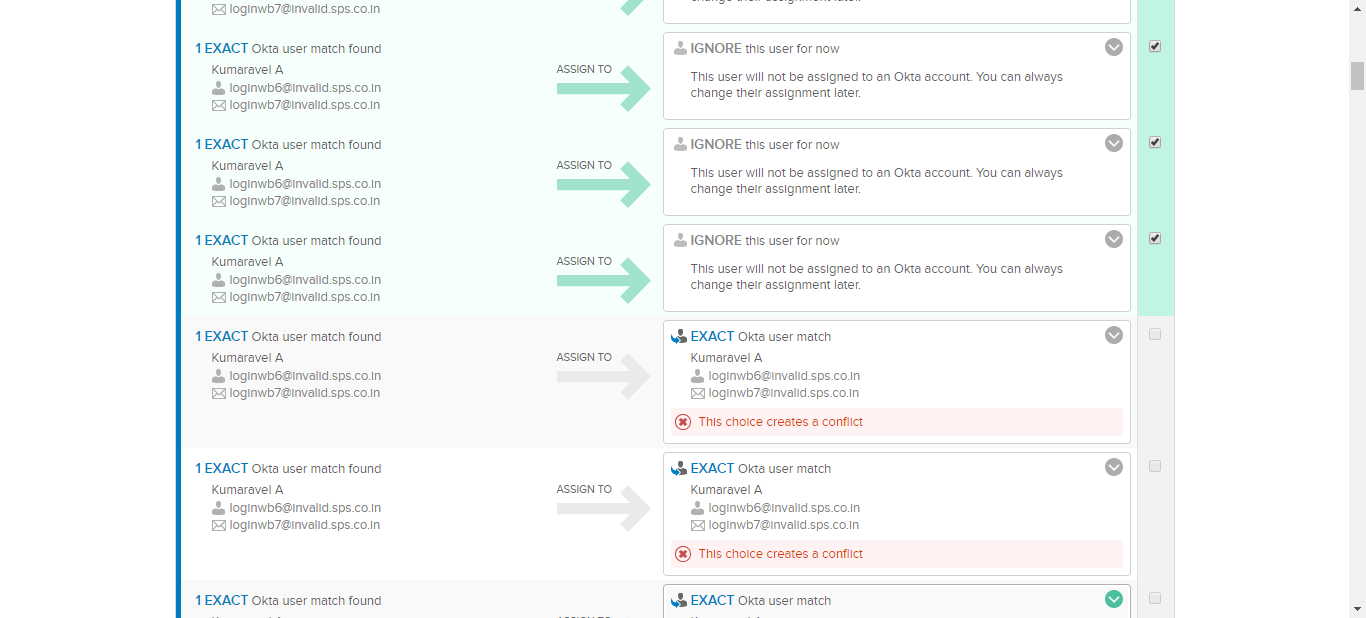 change their assignment later.
loginwb7@invalid.sps.co.in
1 EXACT Okta user match found
Kumaravel A
loginwb6@invalid.sps.co.in
loginwb7@invalid.sps.co.in
ASSIGN TO
IGNORE this user for now
This user will not be assigned to an Okta account. You can always
change their assignment later.
1 EXACT Okta user match found
Kumaravel A
loginwb6@invalid.sps.co.in
loginwb7@invalid.sps.co.in
ASSIGN TO
IGNORE this user for now
This user will not be assigned to an Okta account. You can always
change their assignment later.
1 EXACT Okta user match found
Kumaravel A
loginwb6@invalid.sps.co.in
loginwb7@invalid.sps.co.in
ASSIGN TO
IGNORE this user for now
This user will not be assigned to an Okta account. You can always
change their assignment later.
1 EXACT Okta user match found
Kumaravel A
loginwb6@invalid.sps.co.in
loginwb7@invalid.sps.co.in
ASSIGN TO
EXACT Okta user match
Kumaravel A
loginwb6@invalid.sps.co.in
loginwb7@invalid.sps.co.in
This choice creates a conflict
1 EXACT Okta user match found
Kumaravel A
loginwb6@invalid.sps.co.in
loginwb7@invalid.sps.co.in
ASSIGN TO
EXACT Okta user match
Kumaravel A
loginwb6@invalid.sps.co.in
loginwb7@invalid.sps.co.in
This choice creates a conflict
1 EXACT Okta user match found
EXACT Okta user match